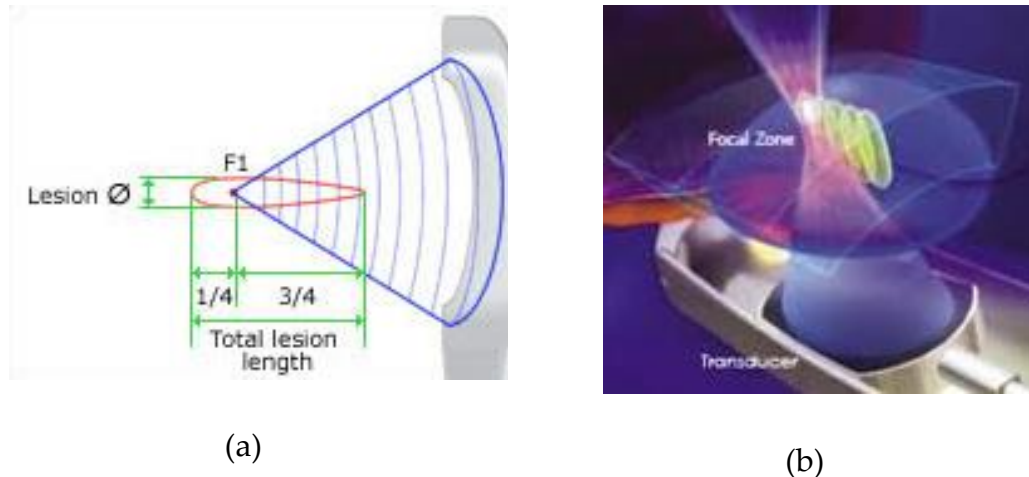 F1
Lesion Ø
1/4
3/4
Total lesion
length
Focal Zone
Transducer
(a)
(b)